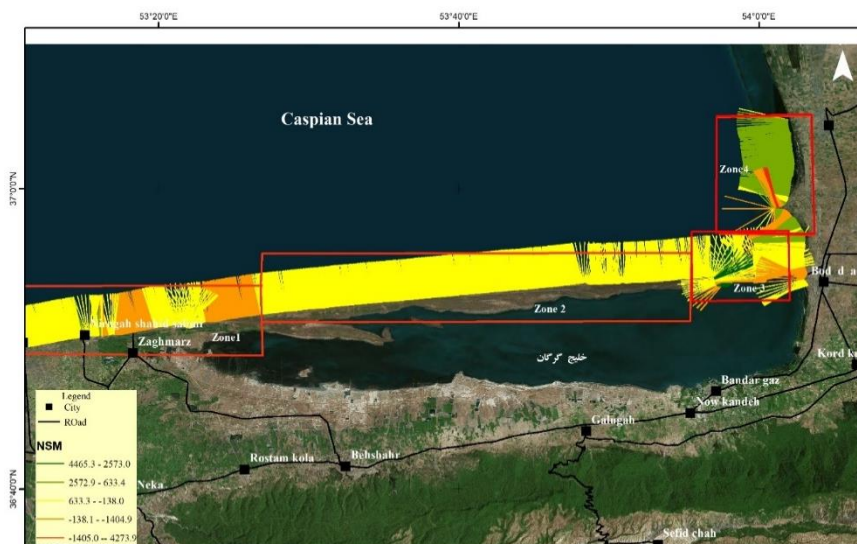 53°20'0"E 53°40'0"E 54°0'0"E
Caspian Sea
Zone4
37°0'0"N
Zone 3
Zone 2
Zone1
Zaghmarz
خلیج گرگان
Bandar gaz
Now kandeh
Galugah
Behshahr
Rostam kola
Neka
36°40'0"N
Sefid chah
Legend
City
ROad
NSM
4465.3 - 2573.0
2572.9 - 633.4
633.3 - -138.0
-138.1 - -1404.9
-1405.0 -- 4273.9